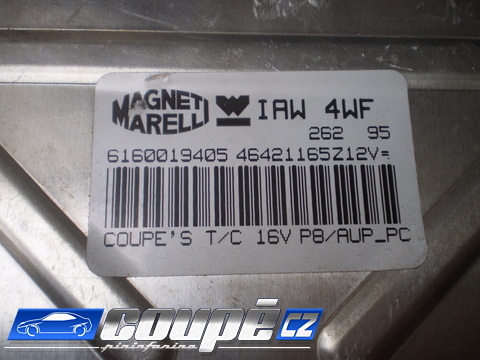 MAGNETI
MARELLI
IAW 4WF
262 95
6160019405 46421165Z12V=
COUPE'S T/C 16V P8/AUP_PC
coupé cz
pininfarina